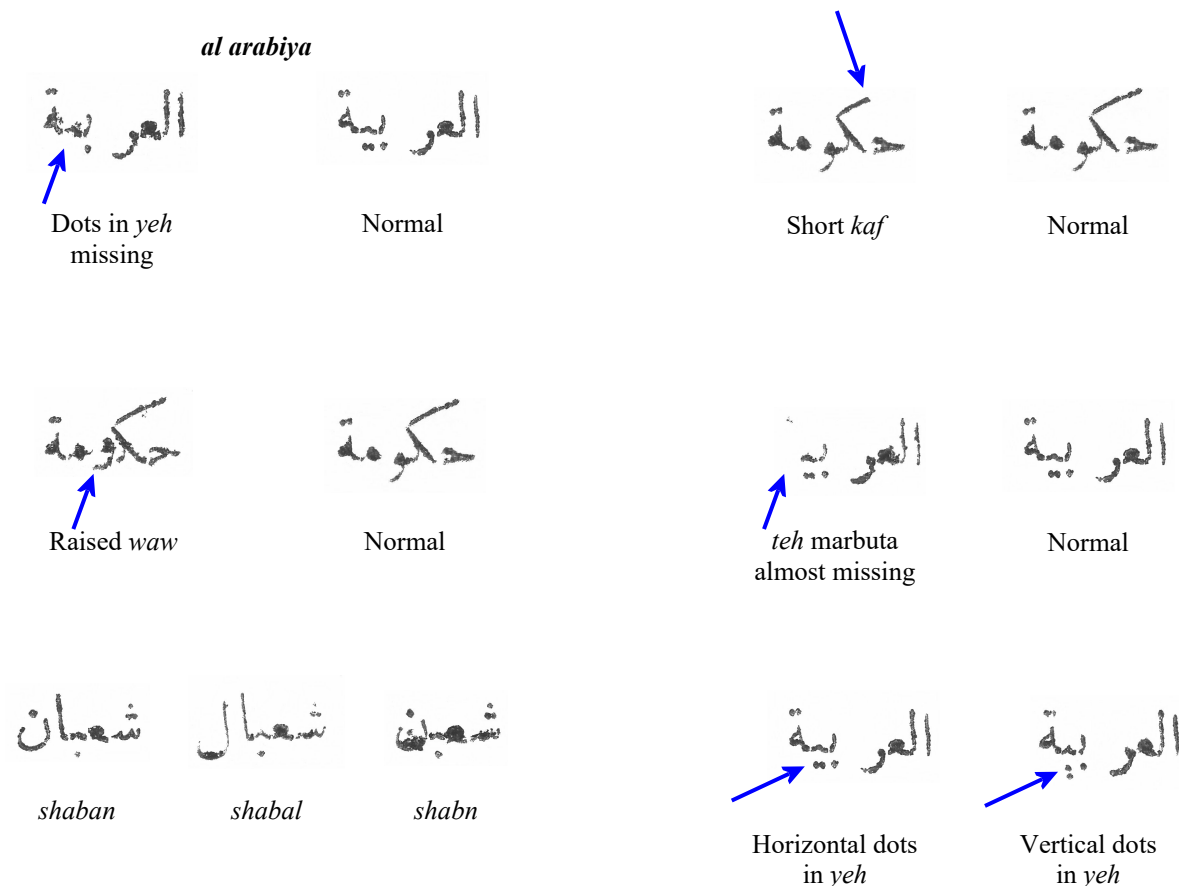 al arabiya
العربية العربية حكومة حكومة
Dots in yeh missing Normal Short kaf Normal
حكومة حكومة العربي العربية
Raised waw Normal teh marbuta almost missing Normal
شعبان شعبال شعبن العربية العربية
shaban shabal shabn
Horizontal dots in yeh Vertical dots in yeh